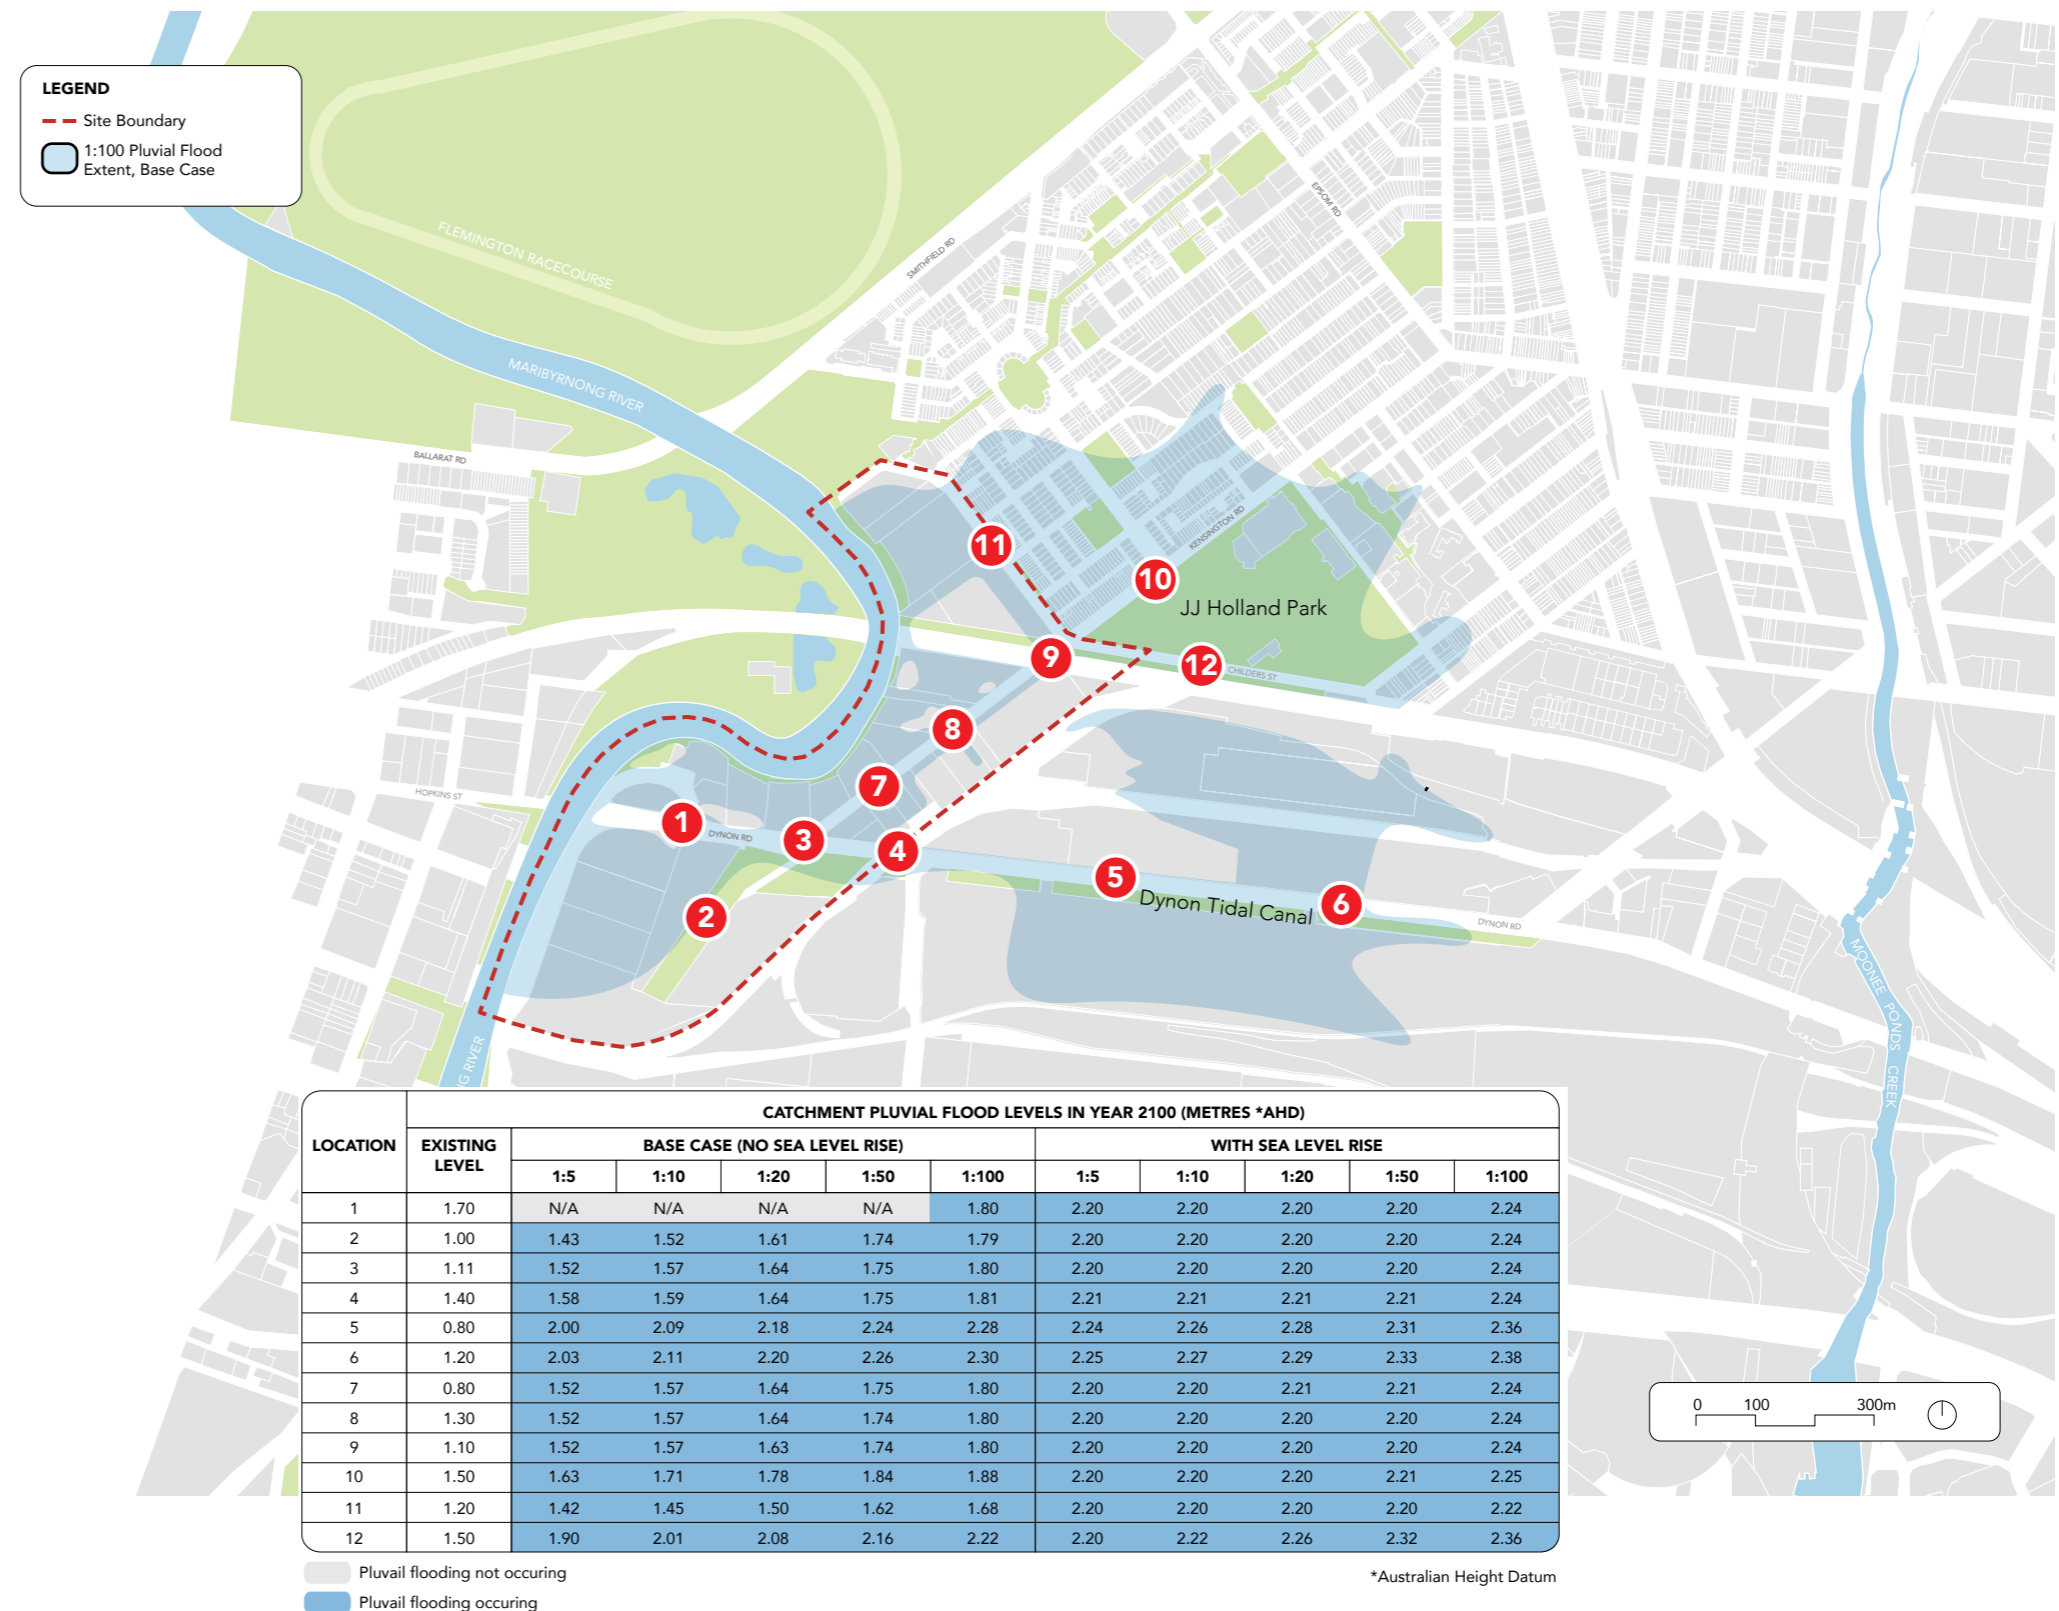 LEGEND
Site Boundary
1:100 Pluvial Flood
Extent, Base Case
FLEMINGTON RACECOURSE
SMITHFIELD RD
EPSOM RD
MARIBYRNONG RIVER
BALLARAT RD
KENSINGTON RD
11
10
JJ Holland Park
9
12
CHILDERS ST
8
7
HOPKINS ST
1
DYNON RD
3
4
5
Dynon Tidal Canal
6
DYNON RD
2
MOONEE PONDS CREEK
NG RIVER
CATCHMENT PLUVIAL FLOOD LEVELS IN YEAR 2100 (METRES *AHD)
LOCATION EXISTING LEVEL BASE CASE (NO SEA LEVEL RISE) WITH SEA LEVEL RISE
1:5 1:10 1:20 1:50 1:100 1:5 1:10 1:20 1:50 1:100
1 1.70 N/A N/A N/A N/A 1.80 2.20 2.20 2.20 2.20 2.24
2 1.00 1.43 1.52 1.61 1.74 1.79 2.20 2.20 2.20 2.20 2.24
3 1.11 1.52 1.57 1.64 1.75 1.80 2.20 2.20 2.20 2.20 2.24
4 1.40 1.58 1.59 1.64 1.75 1.81 2.21 2.21 2.21 2.21 2.24
5 0.80 2.00 2.09 2.18 2.24 2.28 2.24 2.26 2.28 2.31 2.36
6 1.20 2.03 2.11 2.20 2.26 2.30 2.25 2.27 2.29 2.33 2.38
7 0.80 1.52 1.57 1.64 1.75 1.80 2.20 2.20 2.21 2.21 2.24
8 1.30 1.52 1.57 1.64 1.74 1.80 2.20 2.20 2.20 2.20 2.24
9 1.10 1.52 1.57 1.63 1.74 1.80 2.20 2.20 2.20 2.20 2.24
10 1.50 1.63 1.71 1.78 1.84 1.88 2.20 2.20 2.20 2.21 2.25
11 1.20 1.42 1.45 1.50 1.62 1.68 2.20 2.20 2.20 2.20 2.22
12 1.50 1.90 2.01 2.08 2.16 2.22 2.20 2.22 2.26 2.32 2.36
Pluvail flooding not occuring
Pluvail flooding occuring
*Australian Height Datum
0 100 300m